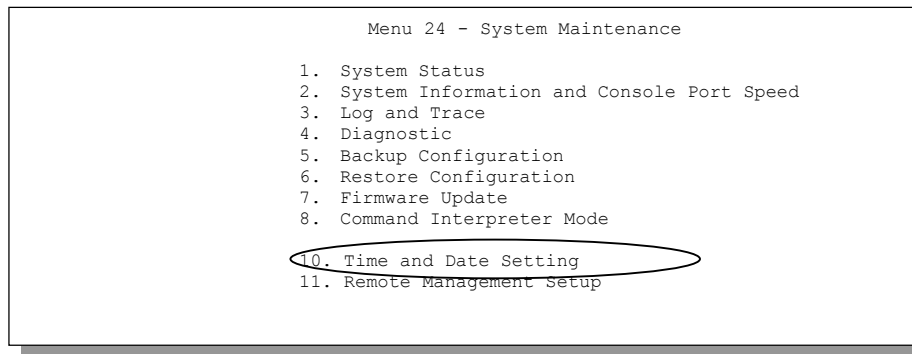 Menu 24 - System Maintenance
1. System Status
2. System Information and Console Port Speed
3. Log and Trace
4. Diagnostic
5. Backup Configuration
6. Restore Configuration
7. Firmware Update
8. Command Interpreter Mode
10. Time and Date Setting
11. Remote Management Setup